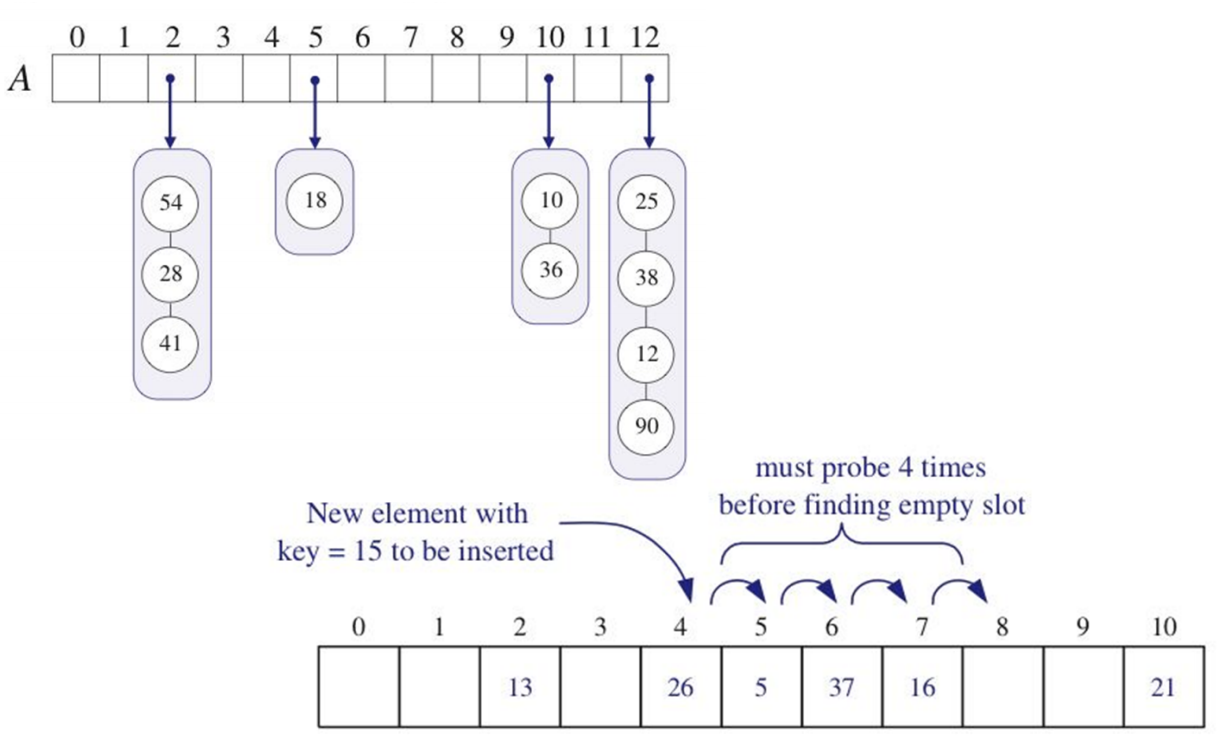 0 1 2 3 4 5 6 7 8 9 10 11 12
A
54
28
41
18
10
36
25
38
12
90
must probe 4 times
before finding empty slot
New element with
key = 15 to be inserted
0 1 2 3 4 5 6 7 8 9 10
13 26 5 37 16 21